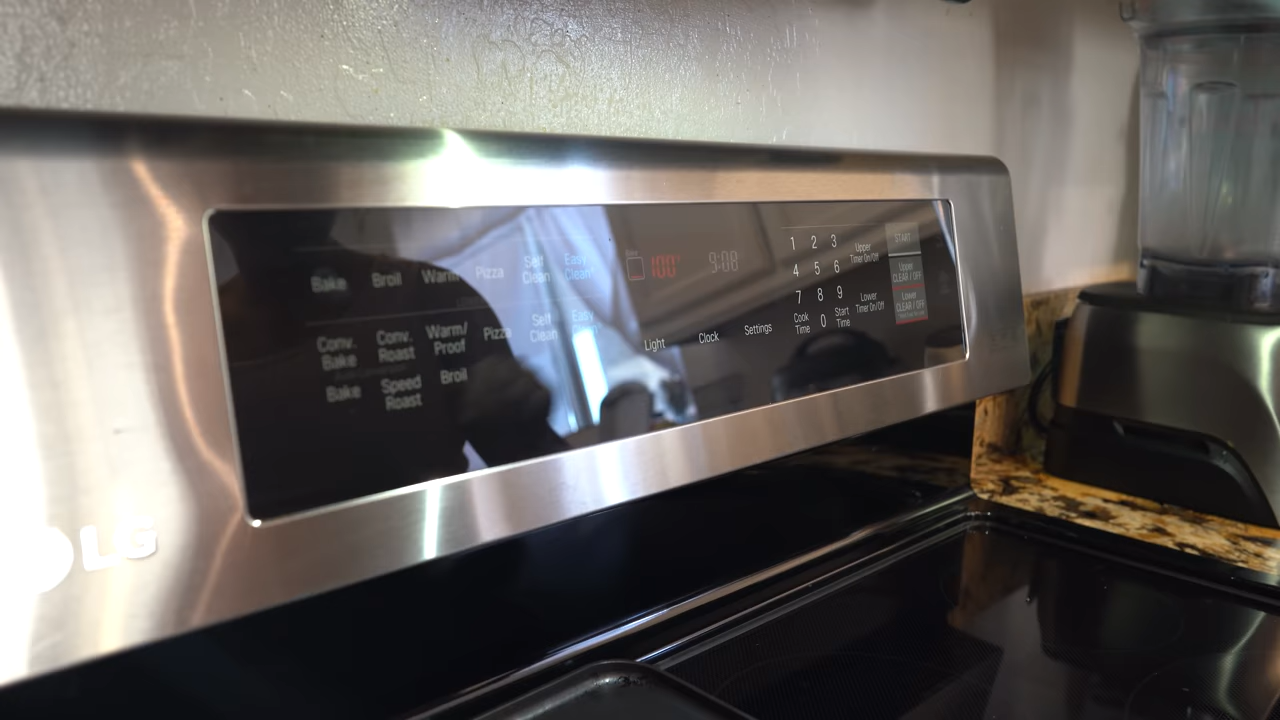 Bake Broil Warm Pizza Self Clean Easy Clean
100°
9:08
1 2 3
Upper Timer On/Off
START
4 5 6
Upper CLEAR / OFF
7 8 9
Lower Timer On/Off
Lower CLEAR / OFF
Cook Time 0 Start Time
Conv. Bake Conv. Roast Warm/ Proof Pizza Self Clean Easy Clean
Light Clock Settings
Bake Speed Roast Broil
LG